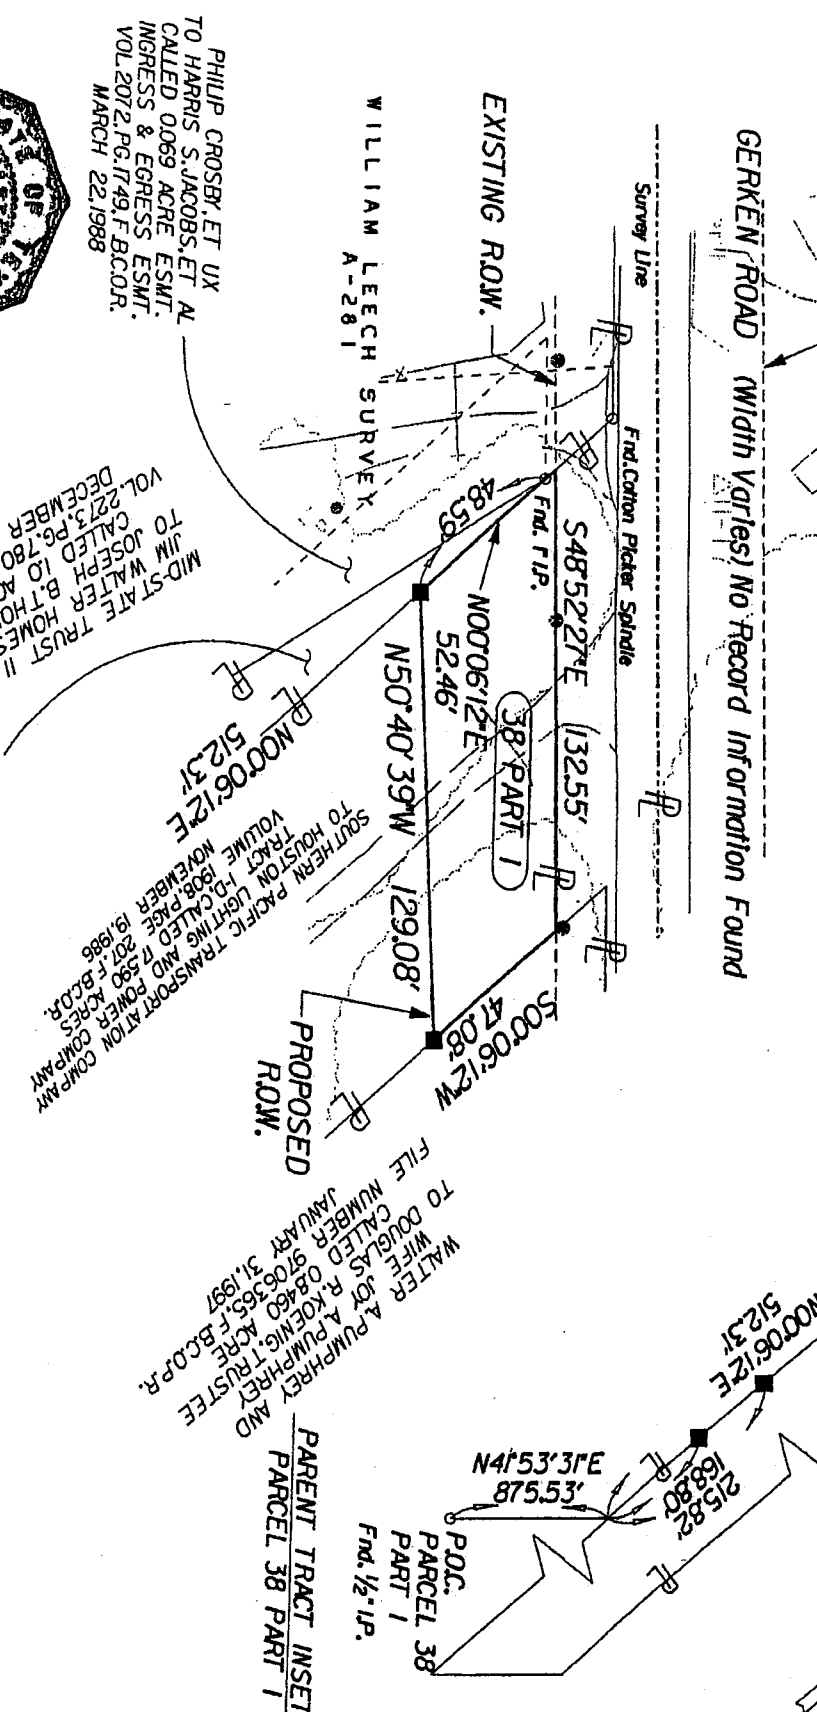 GERKEN ROAD (Width Varies) No Record Information Found
Survey Line
Fnd. Cotton Picker Spindle
EXISTING R.O.W.
Fnd. I.P.
S48°52'27"E (132.55'
N00°06'12"E
52.46'
48.59'
38 PART 1
N50°40'39"W 129.08'
S00°06'12"W
47.08'
PROPOSED
R.O.W.
WILLIAM LEECH SURVEY
A-281
PHILIP CROSBY, ET UX
TO HARRIS S. JACOBS, ET AL
CALLED 0.069 ACRE ESMT.
INGRESS & EGRESS ESMT.
VOL. 2072, PG. 1749, F.B.C.O.R.
MARCH 22, 1988
MID-STATE TRUST II
JIM WALTER HOMES
TO JOSEPH B. THO
CALLED 1.0 AC
VOL. 2273, PG. 780
DECEMBER
N00°06'12"E
512.31'
SOUTHERN PACIFIC TRANSPORTATION COMPANY
TO HOUSTON LIGHTING AND POWER COMPANY
TRACT 1-D, CALLED 17.590 ACRES
VOLUME 1908, PAGE 207, F.B.C.O.R.
NOVEMBER 19, 1986
WALTER A. PUMPHREY AND
WIFE JOY A. PUMPHREY
TO DOUGLAS R. KOENIG, TRUSTEE
CALLED 0.8460 ACRE
FILE NUMBER 9706365, F.B.C.O.P.R.
JANUARY 31, 1997
N00°06'12"E
512.31'
215.82'
168.80'
N41°53'31"E
875.53'
P.O.C.
PARCEL 38
PART 1
Fnd. 1/2" I.P.
PARENT TRACT INSET
PARCEL 38 PART 1